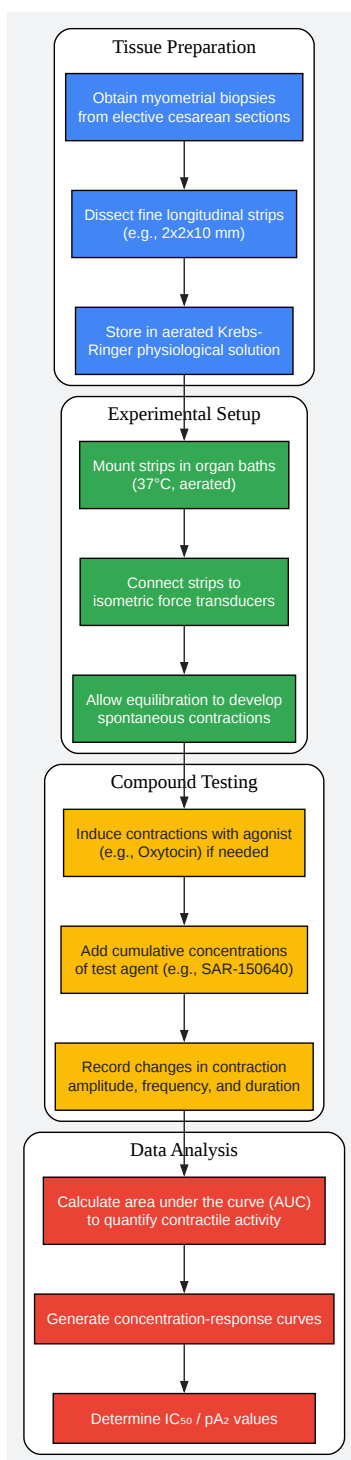 Tissue Preparation
Obtain myometrial biopsies
from elective cesarean sections
Dissect fine longitudinal strips
(e.g., 2x2x10 mm)
Store in aerated Krebs-
Ringer physiological solution
Experimental Setup
Mount strips in organ baths
(37°C, aerated)
Connect strips to
isometric force transducers
Allow equilibration to develop
spontaneous contractions
Compound Testing
Induce contractions with agonist
(e.g., Oxytocin) if needed
Add cumulative concentrations
of test agent (e.g., SAR-150640)
Record changes in contraction
amplitude, frequency, and duration
Data Analysis
Calculate area under the curve (AUC)
to quantify contractile activity
Generate concentration-response curves
Determine IC₅₀ / pA₂ values